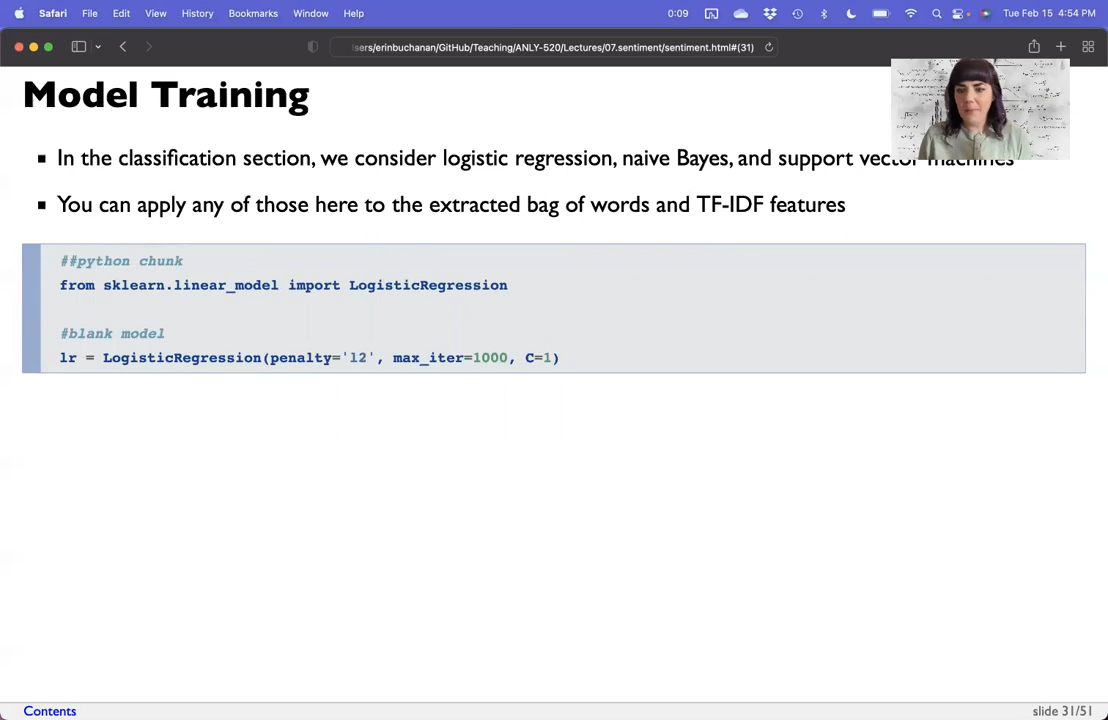 Safari File Edit View History Bookmarks Window Help 0:09 Tue Feb 15 4:54 PM
sers/erinbuchanan/GitHub/Teaching/ANLY-520/Lectures/07.sentiment/sentiment.html#(31)
Model Training
In the classification section, we consider logistic regression, naive Bayes, and support vector machines
You can apply any of those here to the extracted bag of words and TF-IDF features
##python chunk
from sklearn.linear_model import LogisticRegression
#blank model
lr = LogisticRegression(penalty='l2', max_iter=1000, C=1)
Contents
slide 31/51